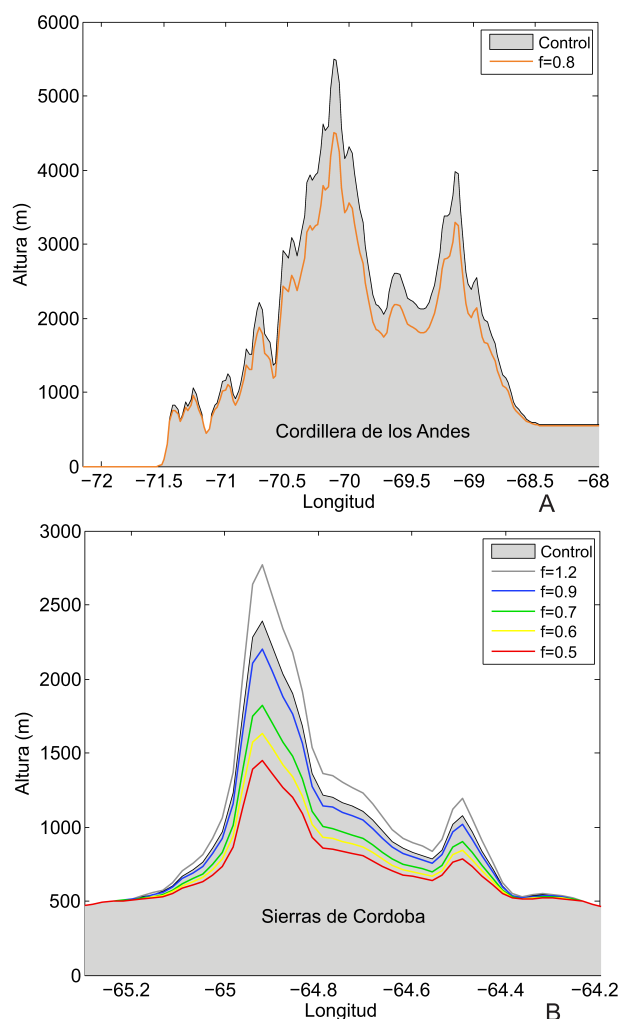 6000
5000
4000
3000
2000
1000
0
Altura (m)
Control
f=0.8
Cordillera de los Andes
−72 −71.5 −71 −70.5 −70 −69.5 −69 −68.5 −68
Longitud
A
3000
2500
2000
1500
1000
500
0
Altura (m)
Control
f=1.2
f=0.9
f=0.7
f=0.6
f=0.5
Sierras de Cordoba
−65.2 −65 −64.8 −64.6 −64.4 −64.2
Longitud
B